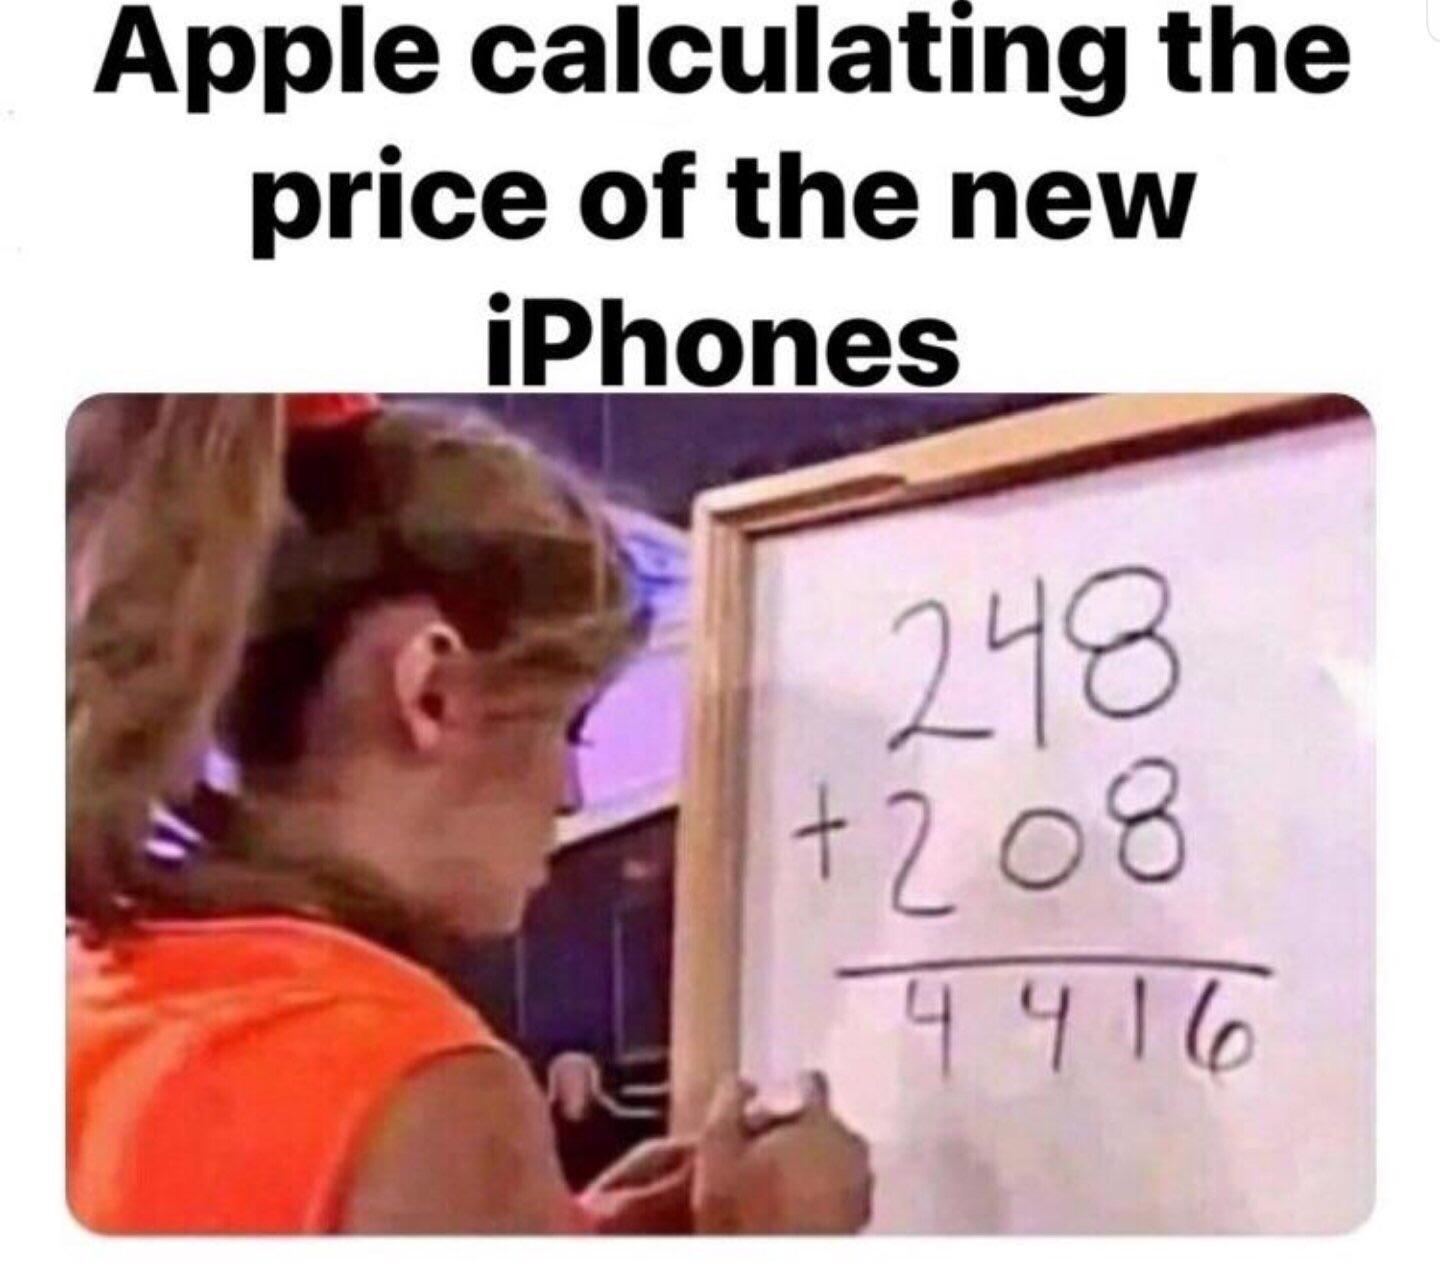 Apple calculating the
price of the new
iPhones
248
+ 208
4416